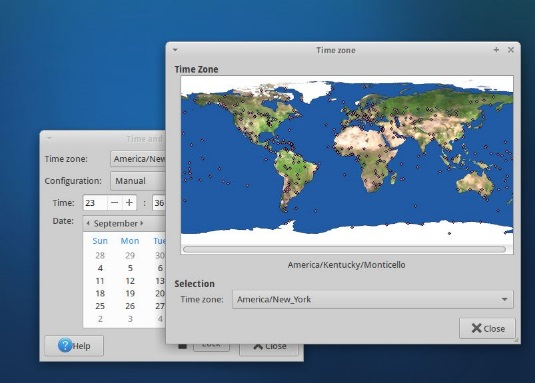 Time zone
Time Zone
America/Kentucky/Monticello
Selection
Time zone: America/New_York
Close
Time and
Time zone: America/New
Configuration: Manual
Time: 23 − + : 36
Date: September
Sun Mon Tue
28 29 30
4 5 6
11 12 13
18 19 20
25 26 27
2 3 4
Help
Lock
Close